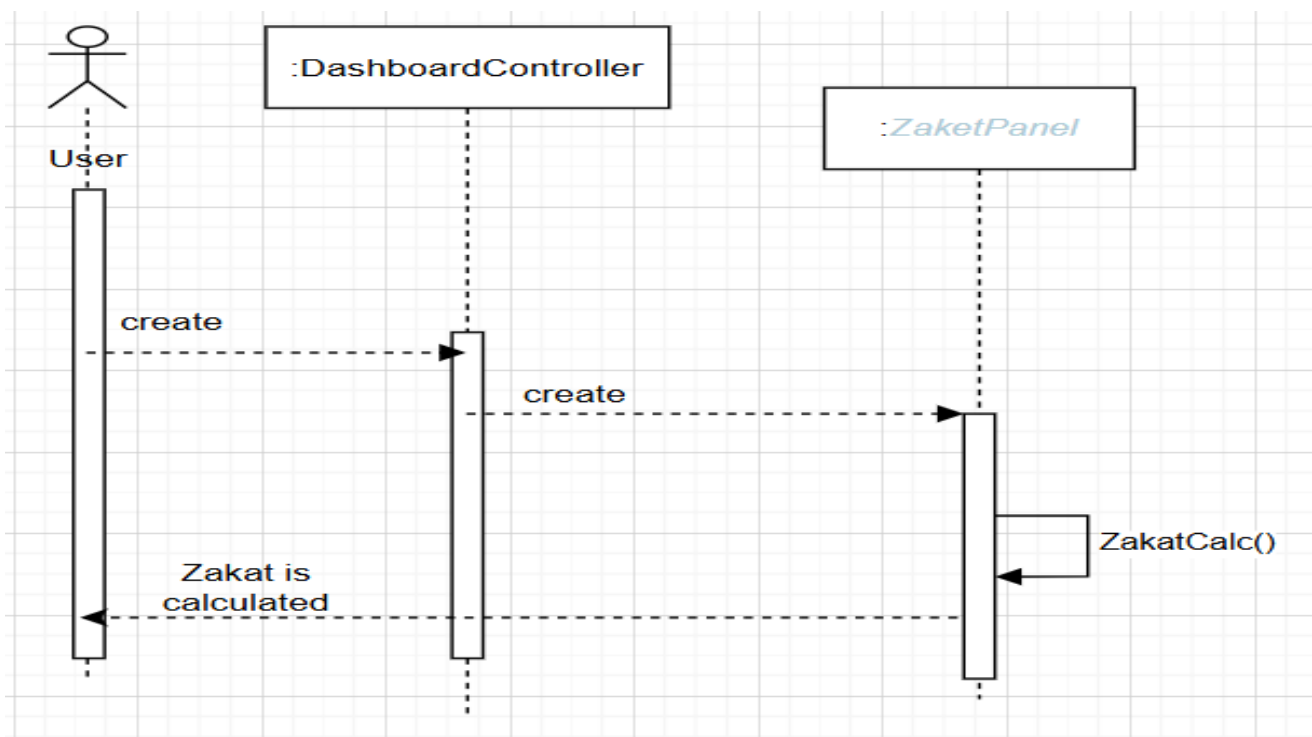 :DashboardController
:ZaketPanel
User
create
create
ZakatCalc()
Zakat is
calculated